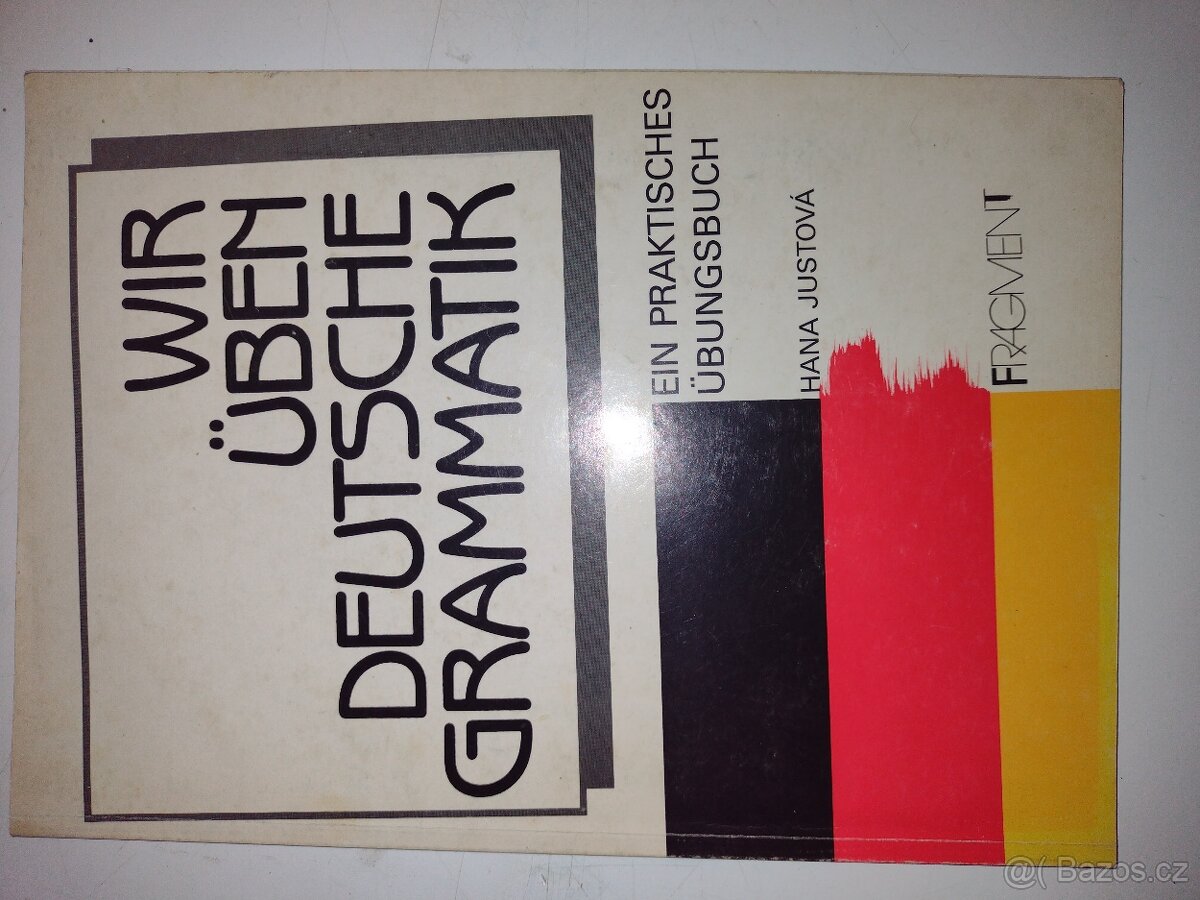 WIR
ÜBEN
DEUTSCHE
GRAMMATIK
EIN PRAKTISCHES
ÜBUNGSBUCH
HANA JUSTOVÁ
FRAGMENT
@( Bazos.cz